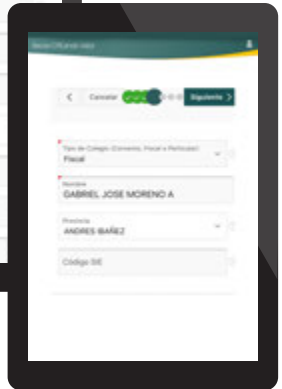 Cancelar
Siguiente
Tipo de Colegio (Convenio, Fiscal o Particular)
Fiscal
Nombre
GABRIEL JOSE MORENO A
Provincia
ANDRES IBAÑEZ
Código SIE